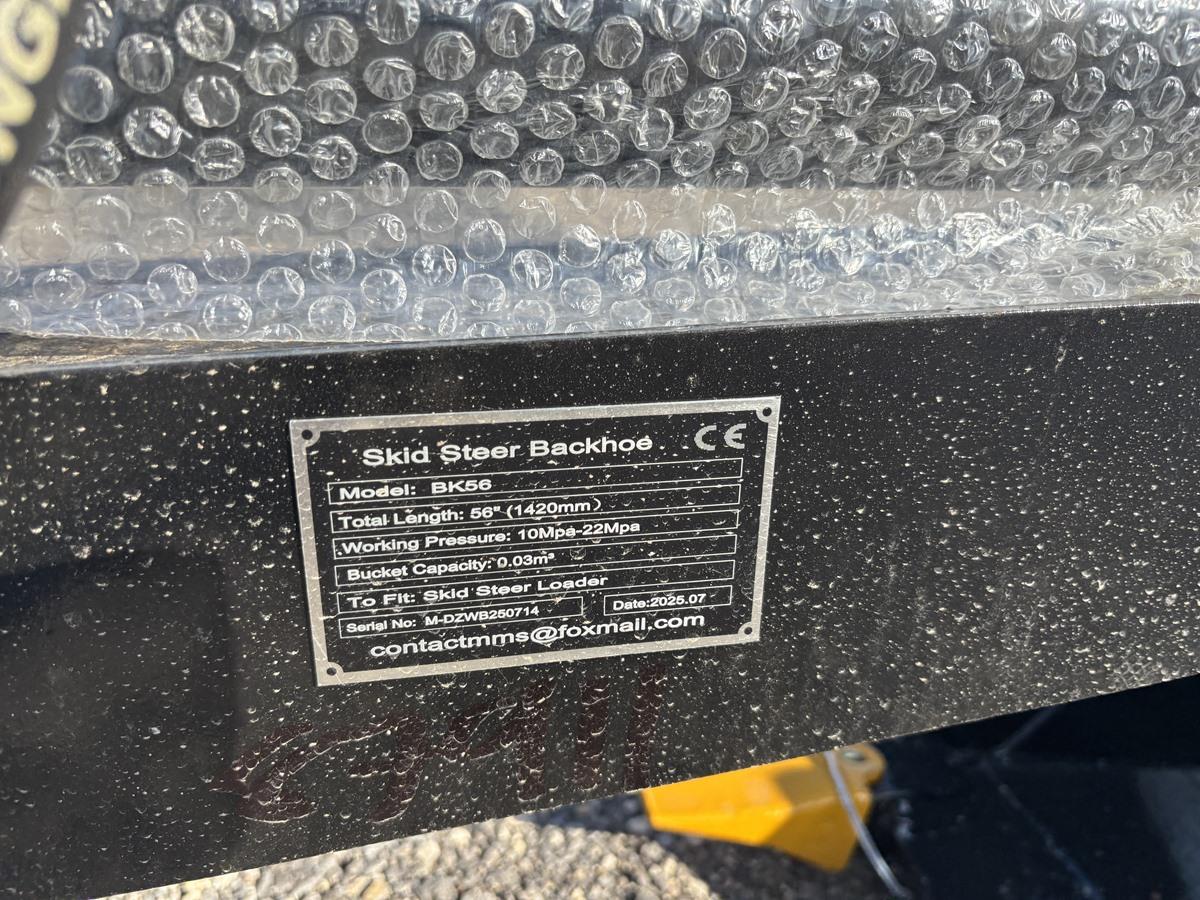 Skid Steer Backhoe CE
Model: BK56
Total Length: 56" (1420mm)
Working Pressure: 10Mpa-22Mpa
Bucket Capacity: 0.03m³
To Fit: Skid Steer Loader
Serial No: M-DZWB250714 Date:2025.07
contactmms@foxmail.com